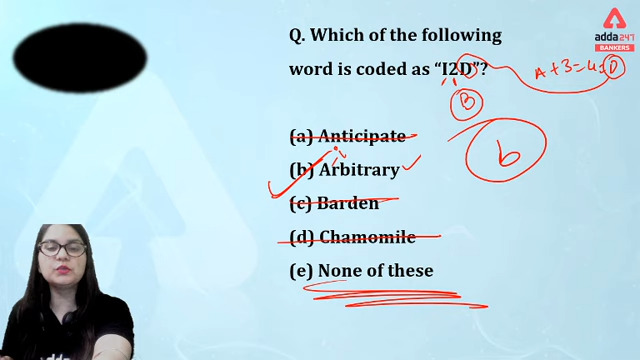 Q. Which of the following
word is coded as “I2D”?
A+3=4=D
B
(a) Anticipate
(b) Arbitrary
(c) Barden
(d) Chamomile
(e) None of these
b
adda247
BANKERS
adda247